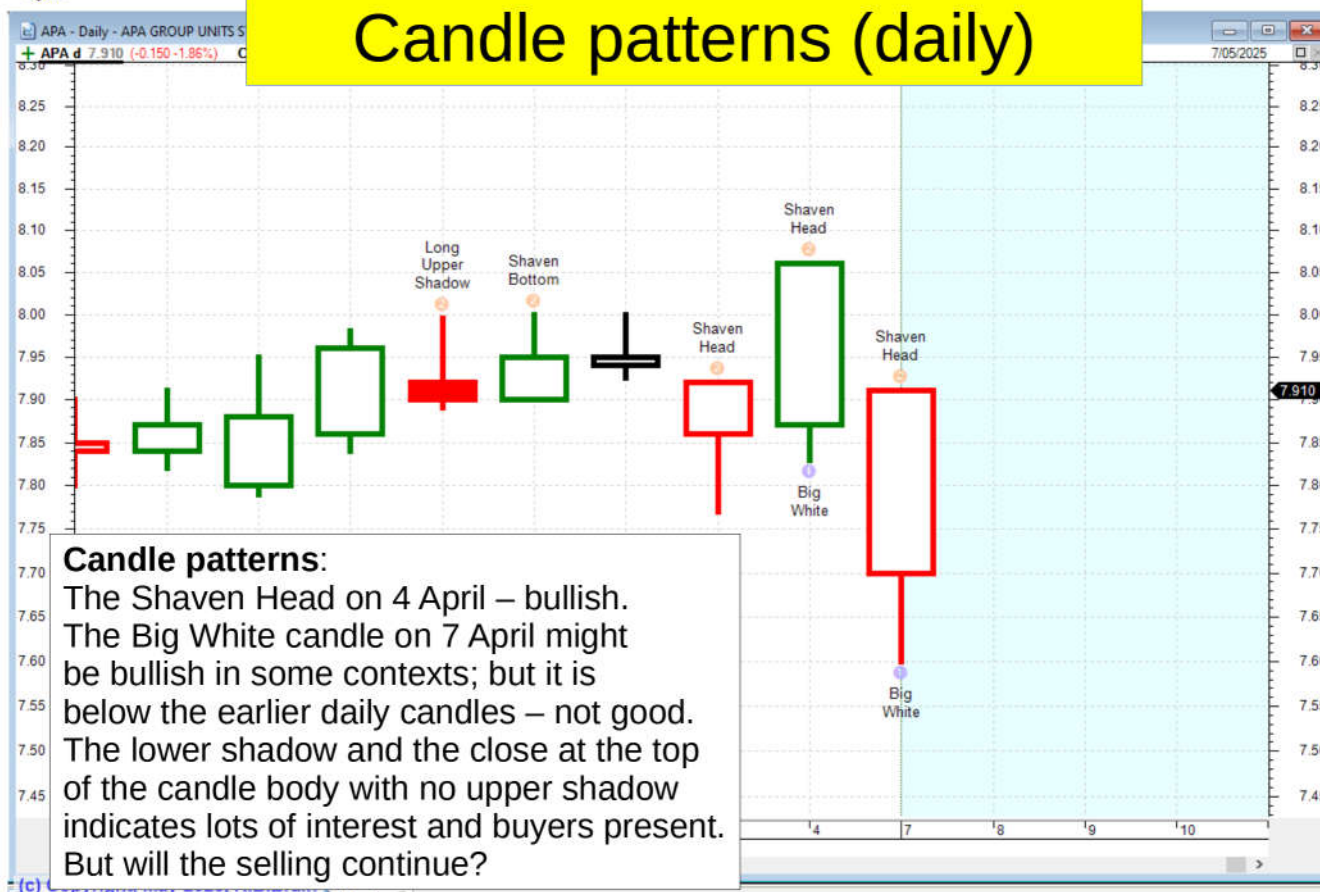 Candle patterns (daily)
APA - Daily - APA GROUP UNITS S
APA d 7.910 (-0.150 -1.86%)
7/05/2025
8.30
8.25
8.20
8.15
8.10
8.05
8.00
7.95
7.90
7.85
7.80
7.75
7.70
7.65
7.60
7.55
7.50
7.45
Long
Upper
Shadow
Shaven
Bottom
Shaven
Head
Shaven
Head
Big
White
Shaven
Head
Big
White
7.910
Candle patterns:
The Shaven Head on 4 April – bullish.
The Big White candle on 7 April might
be bullish in some contexts; but it is
below the earlier daily candles – not good.
The lower shadow and the close at the top
of the candle body with no upper shadow
indicates lots of interest and buyers present.
But will the selling continue?
4
7
8
9
10